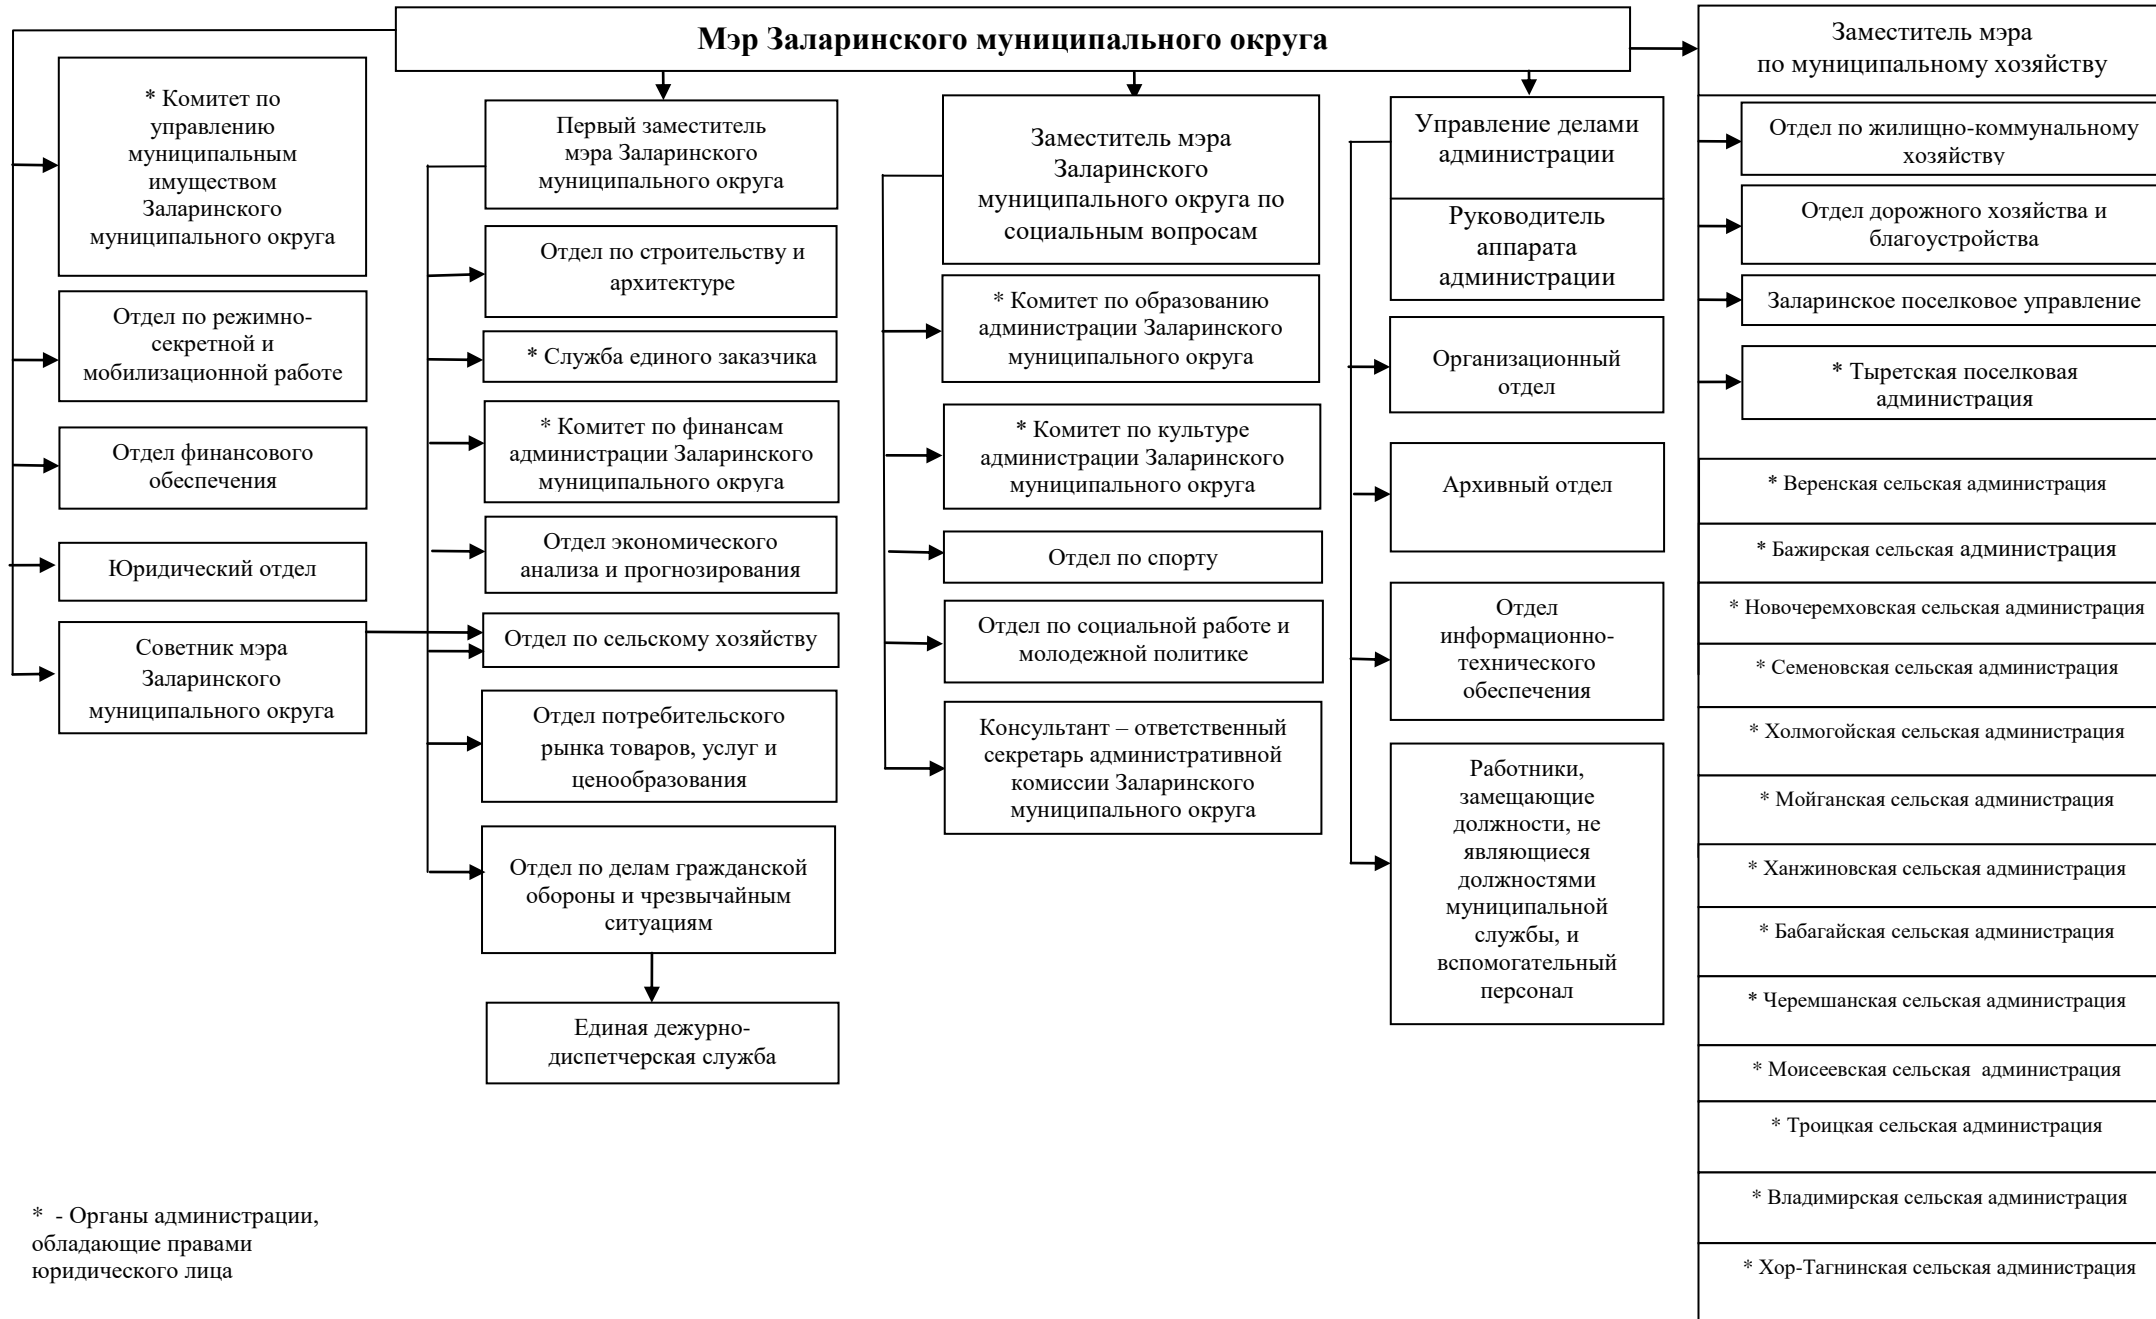 Мэр Заларинского муниципального округа
* Комитет по
управлению
муниципальным
имуществом
Заларинского
муниципального округа
Отдел по режимно-
секретной и
мобилизационной работе
Отдел финансового
обеспечения
Юридический отдел
Советник мэра
Заларинского
муниципального округа
Первый заместитель
мэра Заларинского
муниципального округа
Отдел по строительству и
архитектуре
* Служба единого заказчика
* Комитет по финансам
администрации Заларинского
муниципального округа
Отдел экономического
анализа и прогнозирования
Отдел по сельскому хозяйству
Отдел потребительского
рынка товаров, услуг и
ценообразования
Отдел по делам гражданской
обороны и чрезвычайным
ситуациям
Единая дежурно-
диспетчерская служба
Заместитель мэра
Заларинского
муниципального округа по
социальным вопросам
* Комитет по образованию
администрации Заларинского
муниципального округа
* Комитет по культуре
администрации Заларинского
муниципального округа
Отдел по спорту
Отдел по социальной работе и
молодежной политике
Консультант – ответственный
секретарь административной
комиссии Заларинского
муниципального округа
Управление делами
администрации
Руководитель
аппарата
администрации
Организационный
отдел
Архивный отдел
Отдел
информационно-
технического
обеспечения
Работники,
замещающие
должности, не
являющиеся
должностями
муниципальной
службы, и
вспомогательный
персонал
Заместитель мэра
по муниципальному хозяйству
Отдел по жилищно-коммунальному
хозяйству
Отдел дорожного хозяйства и
благоустройства
Заларинское поселковое управление
* Тыретская поселковая
администрация
* Веренская сельская администрация
* Бажирская сельская администрация
* Новочеремховская сельская администрация
* Семеновская сельская администрация
* Холмогойская сельская администрация
* Мойганская сельская администрация
* Ханжиновская сельская администрация
* Бабагайская сельская администрация
* Черемшанская сельская администрация
* Моисеевская сельская администрация
* Троицкая сельская администрация
* Владимирская сельская администрация
* Хор-Тагнинская сельская администрация
* - Органы администрации,
обладающие правами
юридического лица